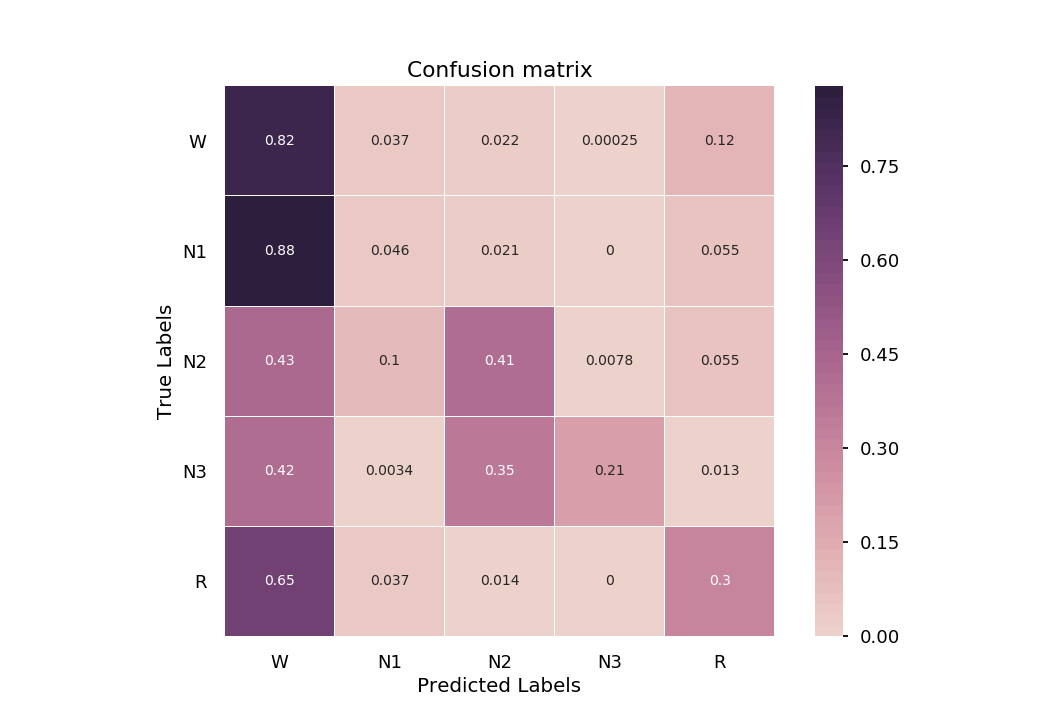 Confusion matrix
W 0.82 0.037 0.022 0.00025 0.12
N1 0.88 0.046 0.021 0 0.055
N2 0.43 0.1 0.41 0.0078 0.055
N3 0.42 0.0034 0.35 0.21 0.013
R 0.65 0.037 0.014 0 0.3
W N1 N2 N3 R
Predicted Labels
True Labels
0.75
0.60
0.45
0.30
0.15
0.00